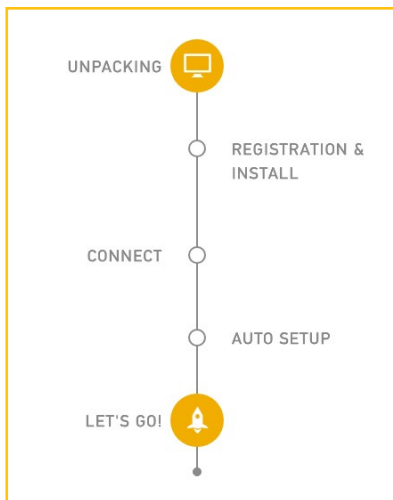 UNPACKING
REGISTRATION &
INSTALL
CONNECT
AUTO SETUP
LET'S GO!